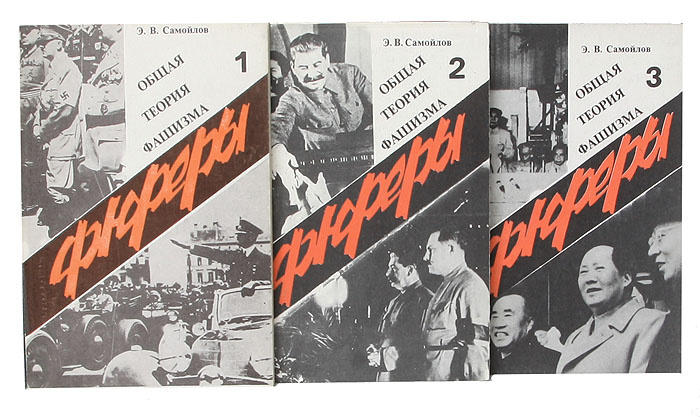 Э. В. Самойлов
1
ОБЩАЯ
ТЕОРИЯ
ФАШИЗМА
фюреры
Э. В. Самойлов
2
ОБЩАЯ
ТЕОРИЯ
ФАШИЗМА
фюреры
Э. В. Самойлов
3
ОБЩАЯ
ТЕОРИЯ
ФАШИЗМА
фюреры